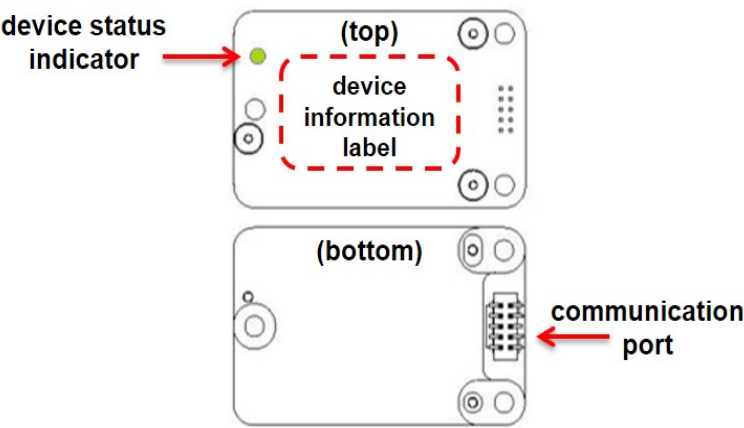 device status
indicator
(top)
device
information
label
(bottom)
communication
port